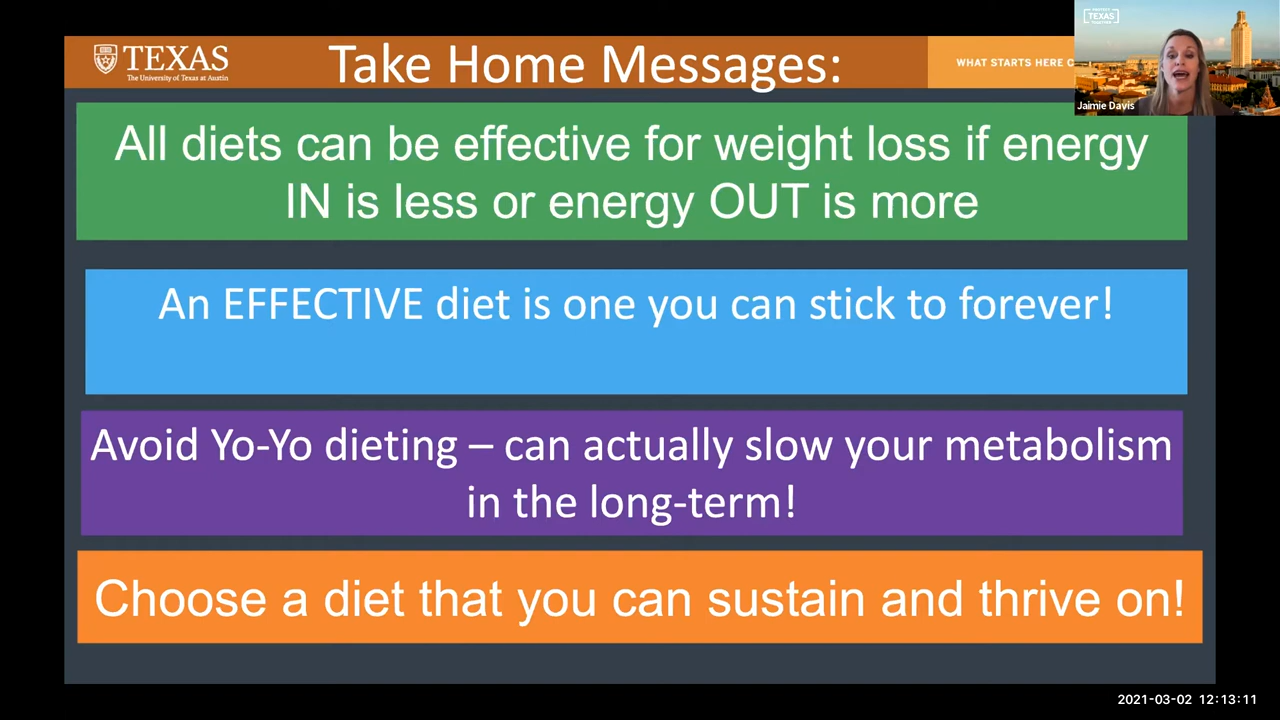 TEXAS
The University of Texas at Austin
Take Home Messages:
WHAT STARTS HERE C
TEXAS
Jaimie Davis
All diets can be effective for weight loss if energy
IN is less or energy OUT is more
An EFFECTIVE diet is one you can stick to forever!
Avoid Yo-Yo dieting – can actually slow your metabolism
in the long-term!
Choose a diet that you can sustain and thrive on!
2021-03-02 12:13:11